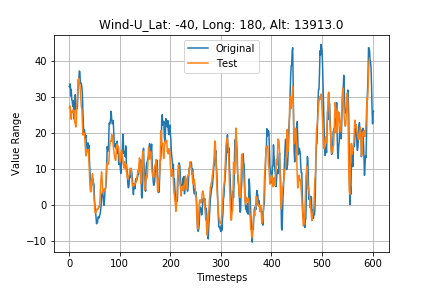 Wind-U_Lat: -40, Long: 180, Alt: 13913.0
Original
Test
Value Range
40
30
20
10
0
−10
0 100 200 300 400 500 600
Timesteps